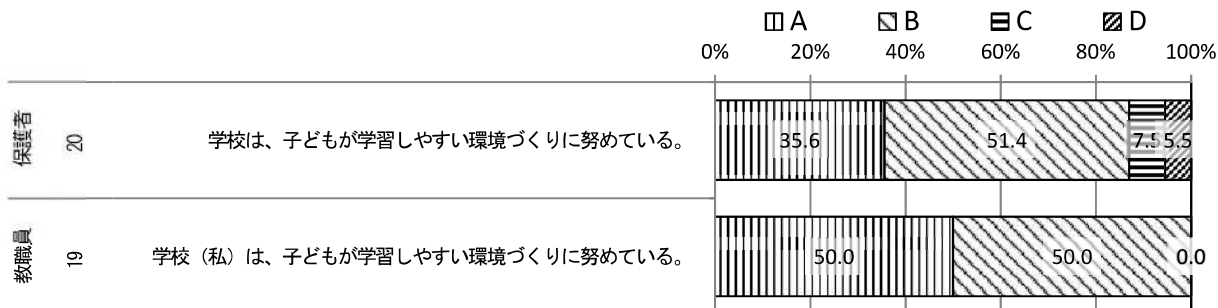 A B C D
0% 20% 40% 60% 80% 100%
保護者 20 学校は、子どもが学習しやすい環境づくりに努めている。 35.6 51.4 7.5 5.5
教職員 19 学校（私）は、子どもが学習しやすい環境づくりに努めている。 50.0 50.0 0.0